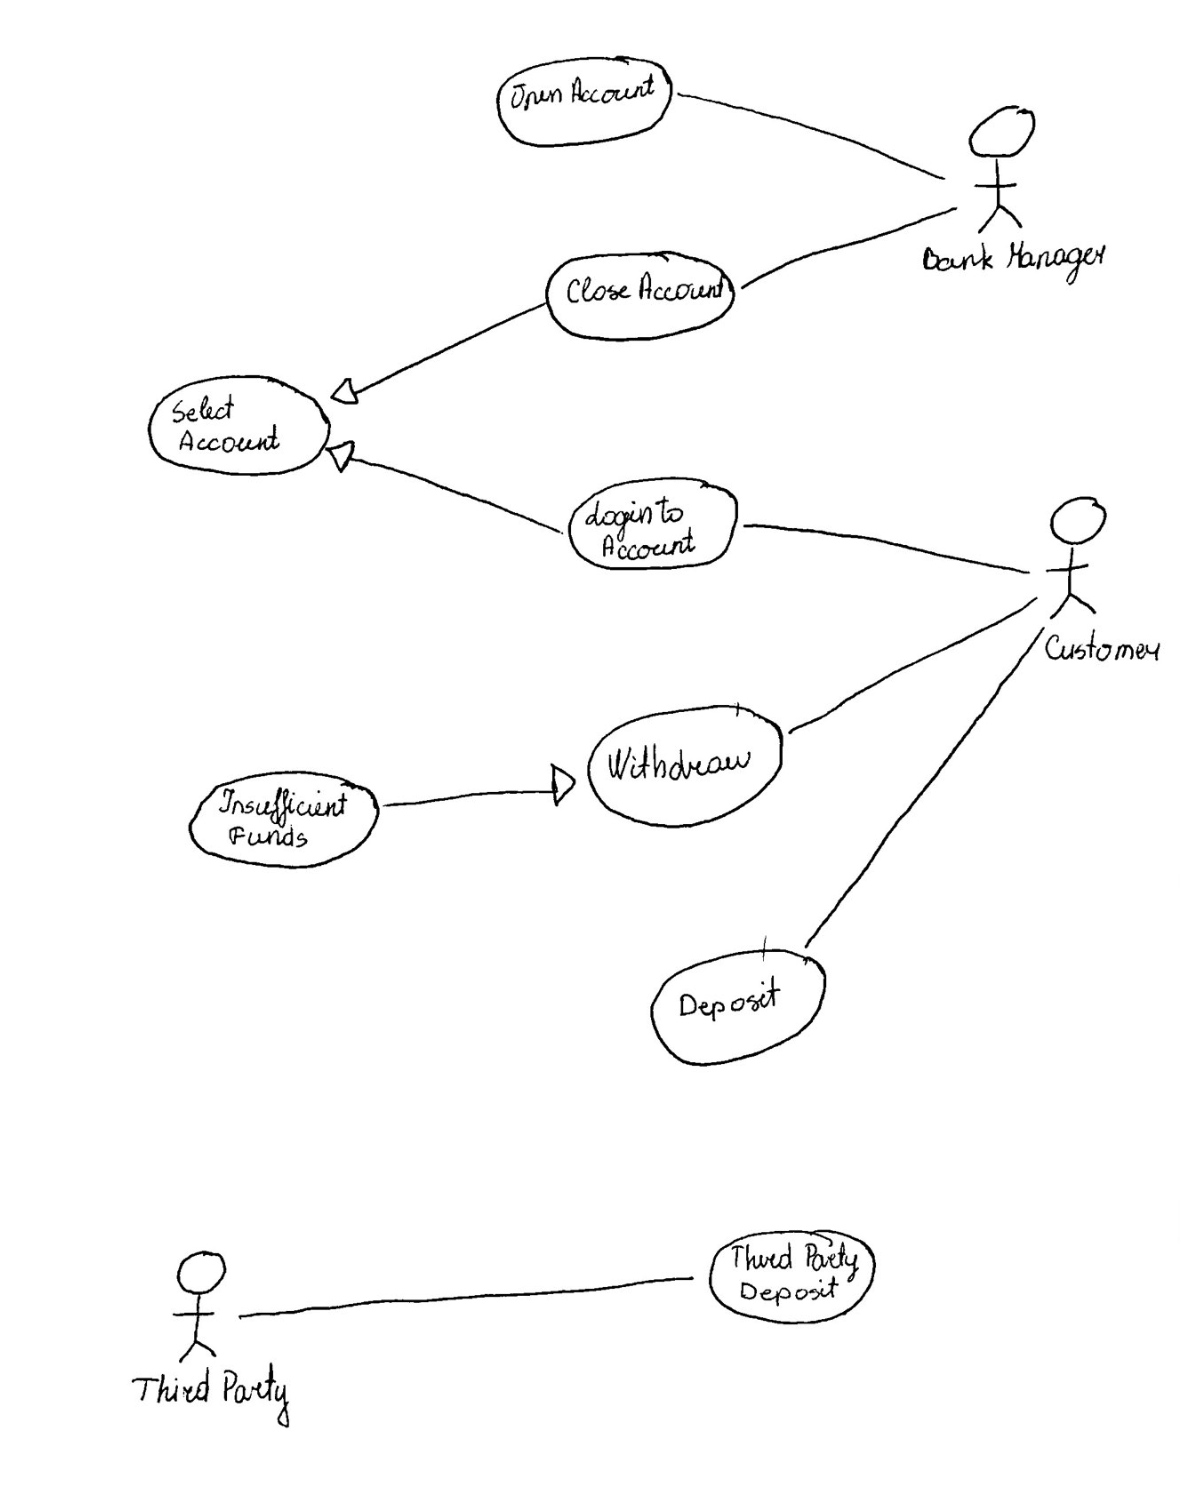 Open Account
Bank Manager
Close Account
Select
Account
Login to
Account
Customer
Withdraw
Insufficient
Funds
Deposit
Third Party
Deposit
Third Party